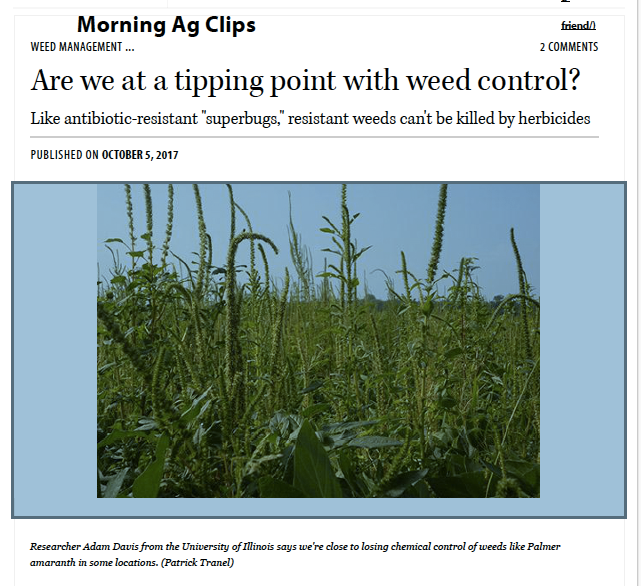 Morning Ag Clips
friend/)
WEED MANAGEMENT ...
2 COMMENTS
Are we at a tipping point with weed control?
Like antibiotic-resistant "superbugs," resistant weeds can't be killed by herbicides
PUBLISHED ON OCTOBER 5, 2017
Researcher Adam Davis from the University of Illinois says we're close to losing chemical control of weeds like Palmer
amaranth in some locations. (Patrick Tranel)